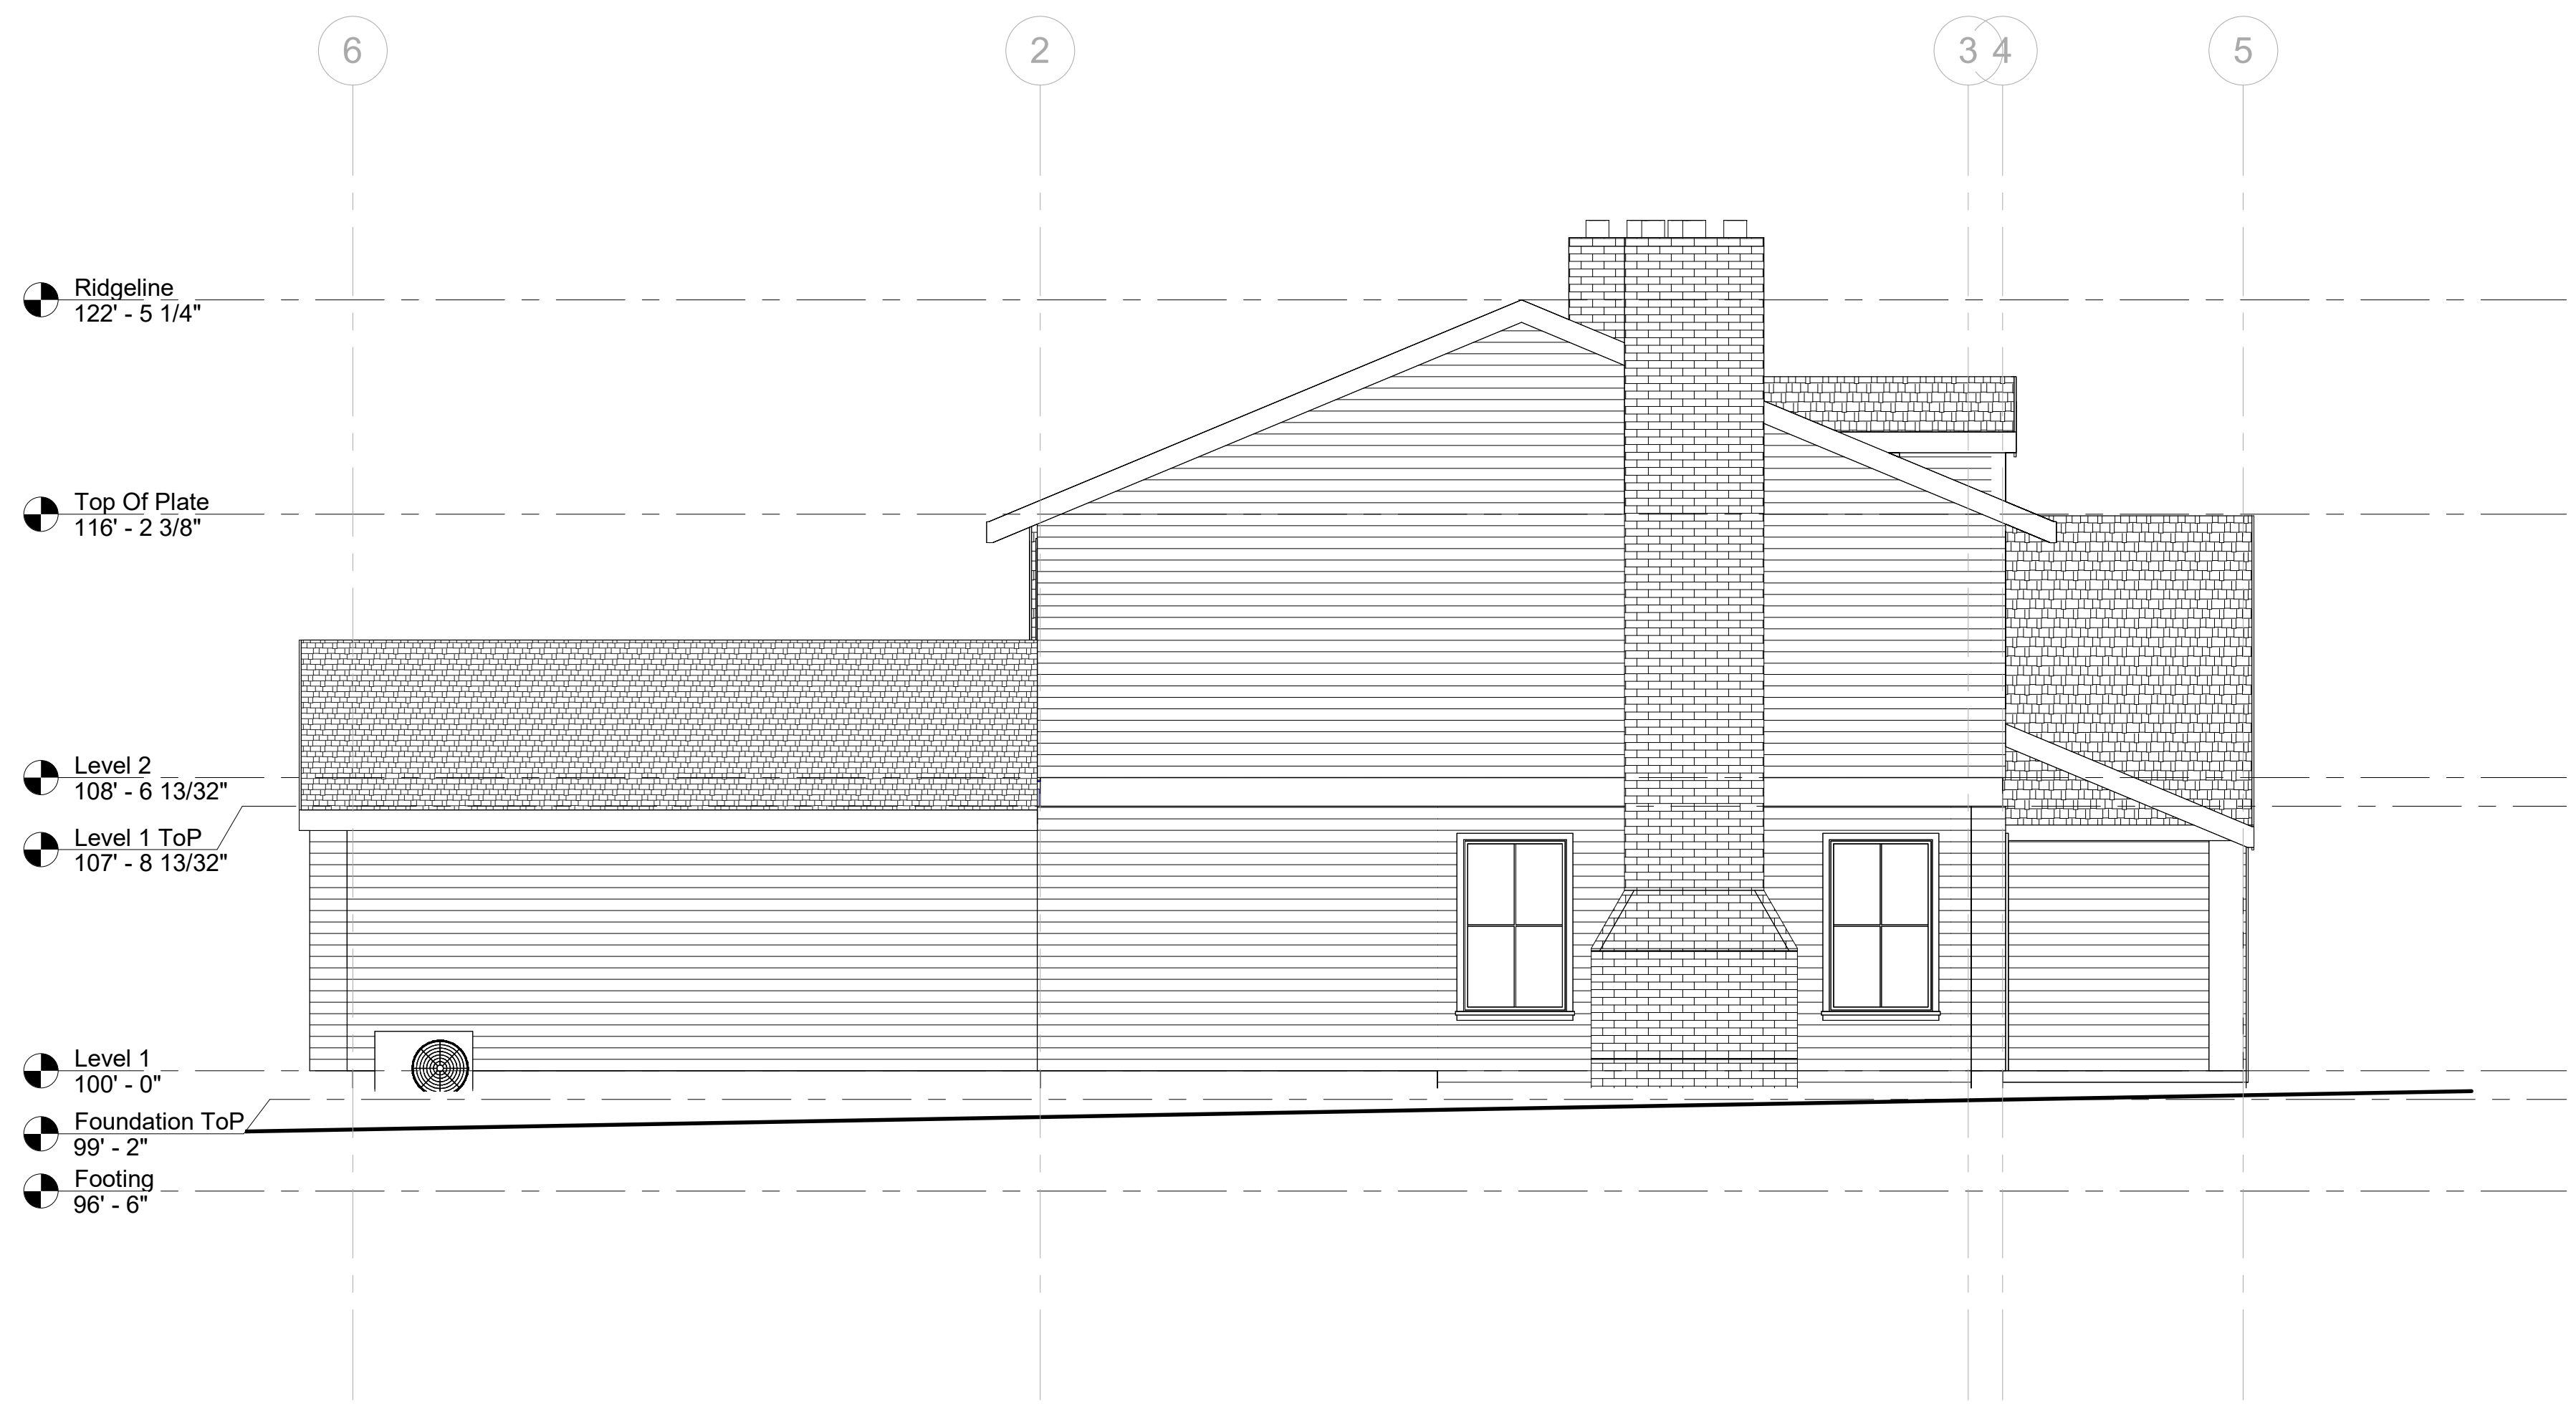 6
2
3
4
5
Ridgeline
122' - 5 1/4"
Top Of Plate
116' - 2 3/8"
Level 2
108' - 6 13/32"
Level 1 ToP
107' - 8 13/32"
Level 1
100' - 0"
Foundation ToP
99' - 2"
Footing
96' - 6"